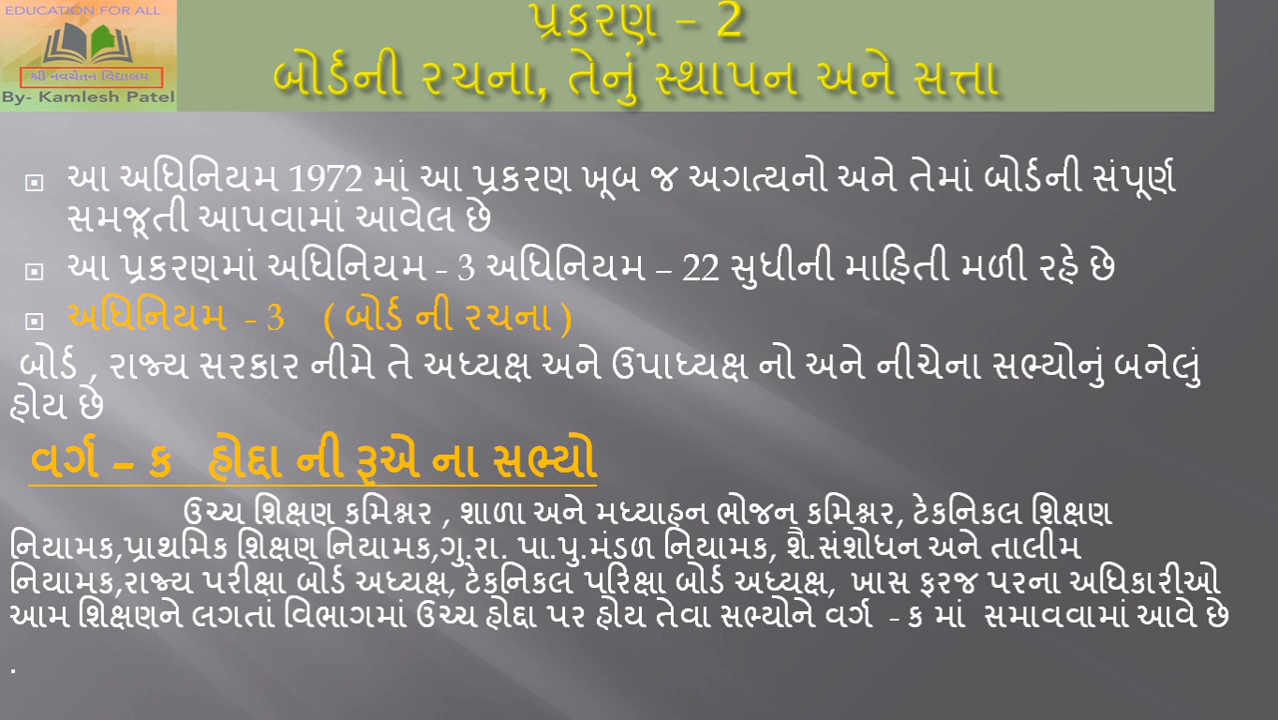 EDUCATION FOR ALL
શ્રી નવચેતન વિદ્યાલય
By- Kamlesh Patel
પ્રકરણ – 2
બોર્ડની રચના, તેનું સ્થાપન અને સત્તા
આ અધિનિયમ 1972 માં આ પ્રકરણ ખૂબ જ અગત્યનો અને તેમાં બોર્ડની સંપૂર્ણ
સમજૂતી આપવામાં આવેલ છે
આ પ્રકરણમાં અધિનિયમ - 3 અધિનિયમ – 22 સુધીની માહિતી મળી રહે છે
અધિનિયમ - 3 ( બોર્ડ ની રચના )
બોર્ડ , રાજ્ય સરકાર નીમે તે અધ્યક્ષ અને ઉપાધ્યક્ષ નો અને નીચેના સભ્યોનું બનેલું
હોય છે
વર્ગ – ક હોદ્દા ની રૂએ ના સભ્યો
ઉચ્ચ શિક્ષણ કમિશ્નર , શાળા અને મધ્યાહન ભોજન કમિશ્નર, ટેકનિકલ શિક્ષણ
નિયામક,પ્રાથમિક શિક્ષણ નિયામક,ગુ.રા. પા.પુ.મંડળ નિયામક, શૈ.સંશોધન અને તાલીમ
નિયામક,રાજ્ય પરીક્ષા બોર્ડ અધ્યક્ષ, ટેકનિકલ પરિક્ષા બોર્ડ અધ્યક્ષ, ખાસ ફરજ પરના અધિકારીઓ
આમ શિક્ષણને લગતાં વિભાગમાં ઉચ્ચ હોદ્દા પર હોય તેવા સભ્યોને વર્ગ - ક માં સમાવવામાં આવે છે
.